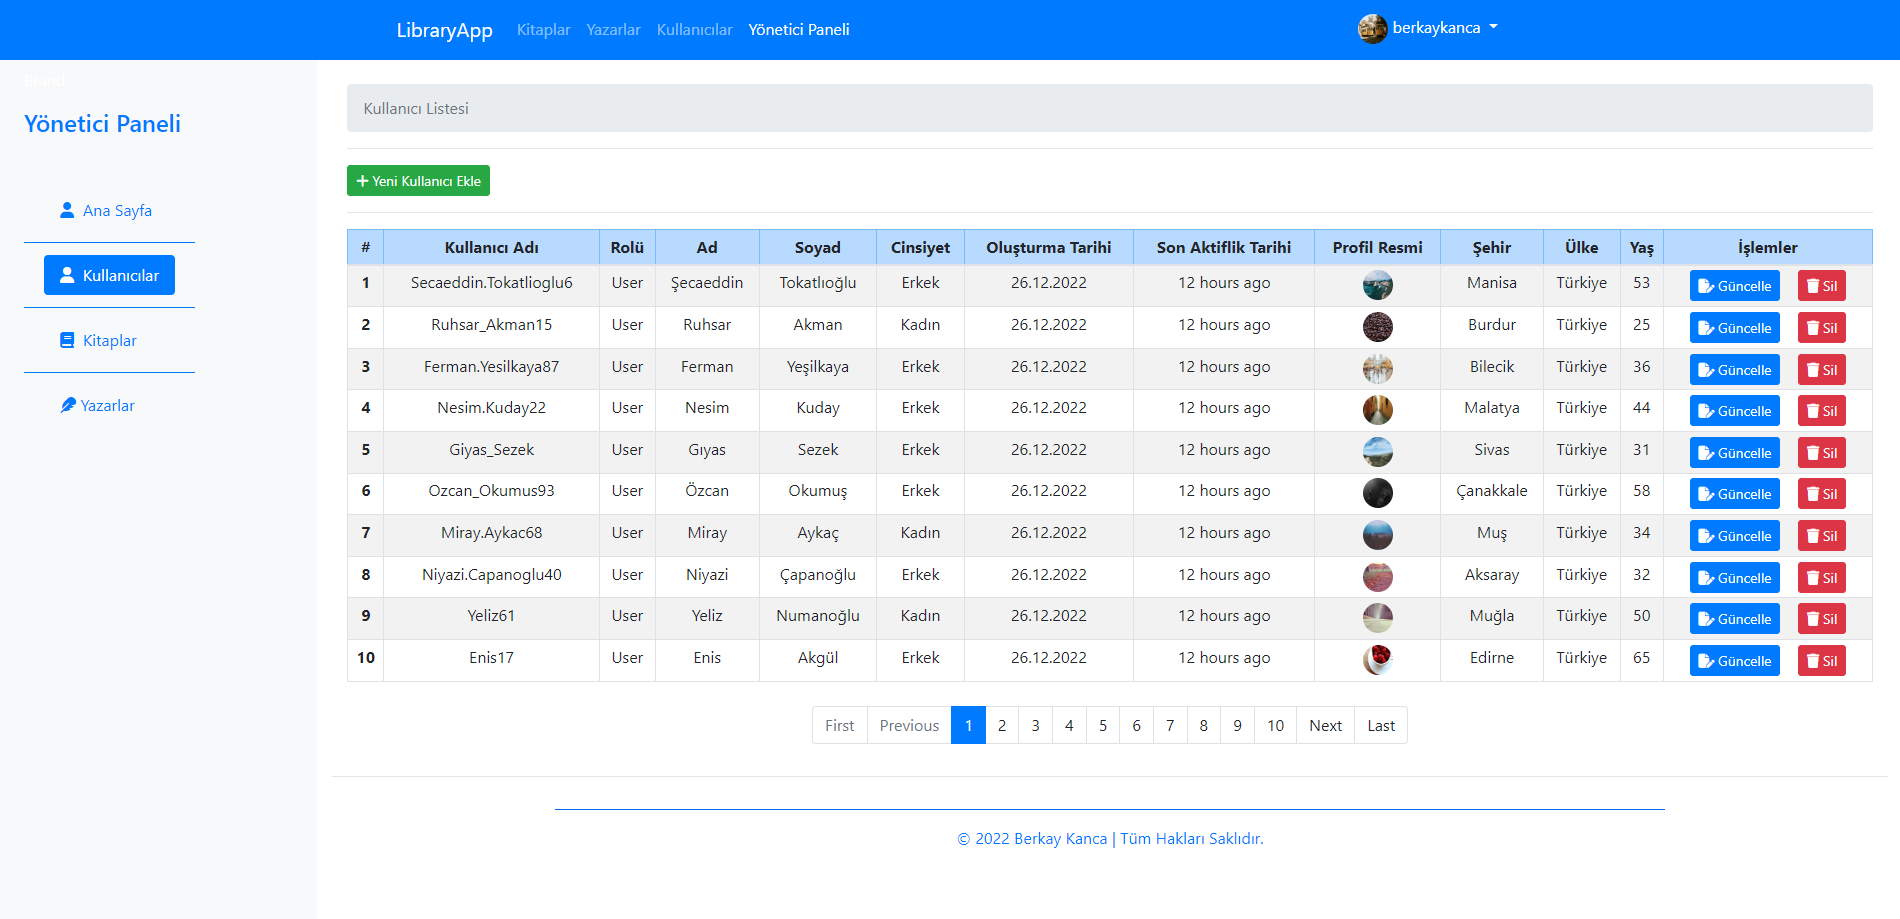 LibraryApp Kitaplar Yazarlar Kullanıcılar Yönetici Paneli berkaykanca
Brand
Yönetici Paneli
Ana Sayfa
Kullanıcılar
Kitaplar
Yazarlar
Kullanıcı Listesi
Yeni Kullanıcı Ekle
# Kullanıcı Adı Rolü Ad Soyad Cinsiyet Oluşturma Tarihi Son Aktiflik Tarihi Profil Resmi Şehir Ülke Yaş İşlemler
1 Secaeddin.Tokatlioglu6 User Şecaeddin Tokatlıoğlu Erkek 26.12.2022 12 hours ago Manisa Türkiye 53 Güncelle Sil
2 Ruhsar_Akman15 User Ruhsar Akman Kadın 26.12.2022 12 hours ago Burdur Türkiye 25 Güncelle Sil
3 Ferman.Yesilkaya87 User Ferman Yeşilkaya Erkek 26.12.2022 12 hours ago Bilecik Türkiye 36 Güncelle Sil
4 Nesim.Kuday22 User Nesim Kuday Erkek 26.12.2022 12 hours ago Malatya Türkiye 44 Güncelle Sil
5 Giyas_Sezek User Gıyas Sezek Erkek 26.12.2022 12 hours ago Sivas Türkiye 31 Güncelle Sil
6 Ozcan_Okumus93 User Özcan Okumuş Erkek 26.12.2022 12 hours ago Çanakkale Türkiye 58 Güncelle Sil
7 Miray.Aykac68 User Miray Aykaç Kadın 26.12.2022 12 hours ago Muş Türkiye 34 Güncelle Sil
8 Niyazi.Capanoglu40 User Niyazi Çapanoğlu Erkek 26.12.2022 12 hours ago Aksaray Türkiye 32 Güncelle Sil
9 Yeliz61 User Yeliz Numanoğlu Kadın 26.12.2022 12 hours ago Muğla Türkiye 50 Güncelle Sil
10 Enis17 User Enis Akgül Erkek 26.12.2022 12 hours ago Edirne Türkiye 65 Güncelle Sil
First Previous 1 2 3 4 5 6 7 8 9 10 Next Last
© 2022 Berkay Kanca | Tüm Hakları Saklıdır.